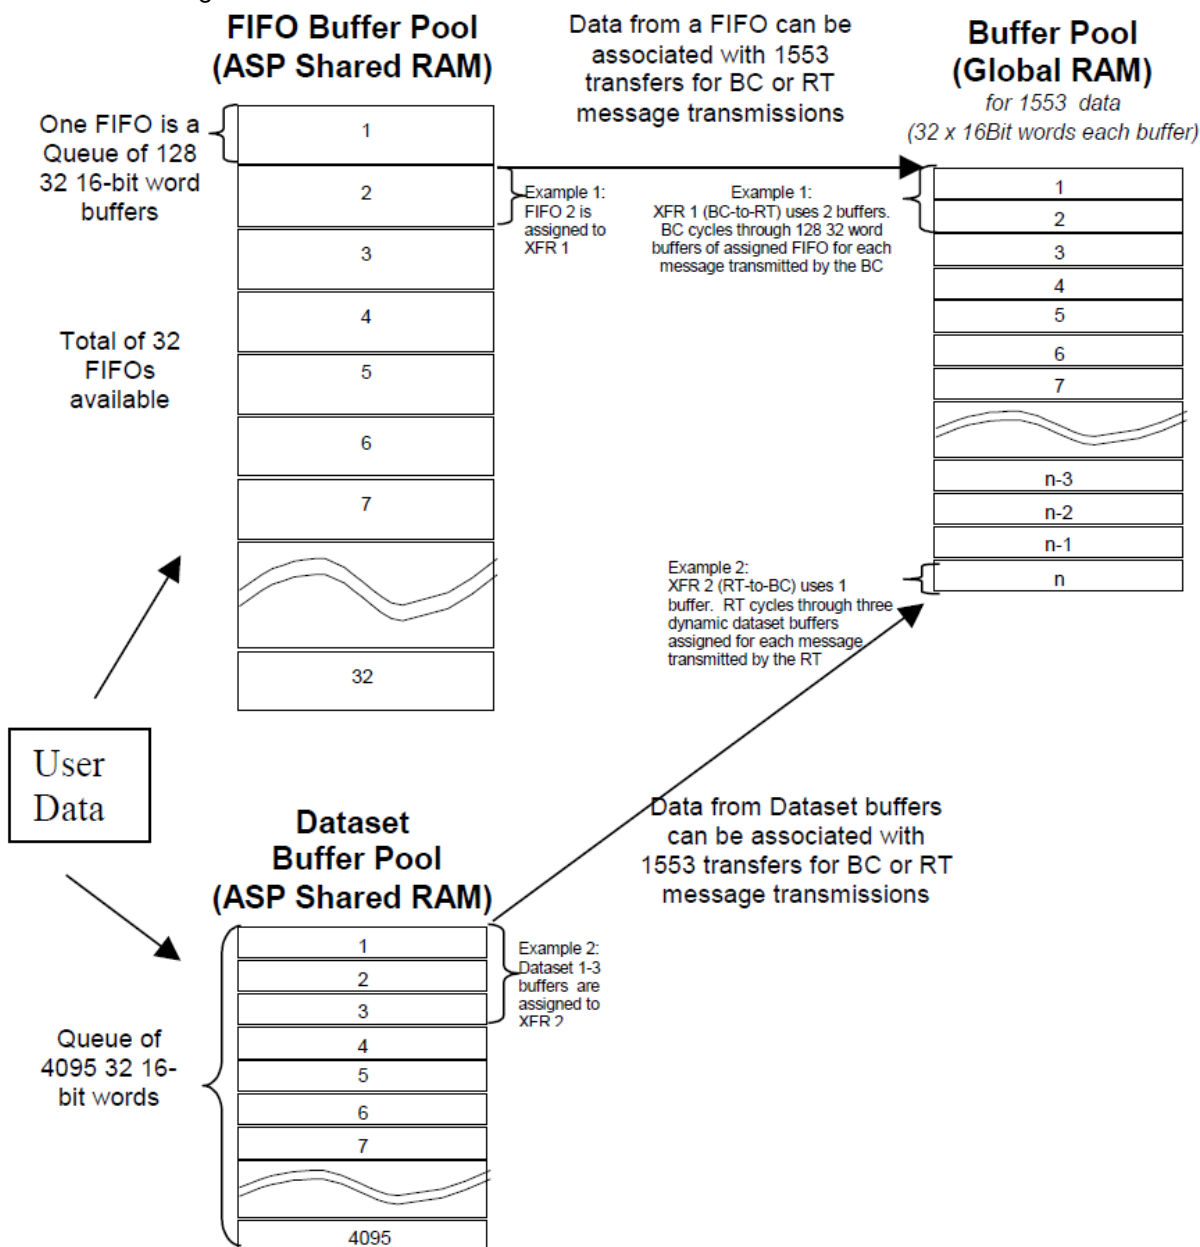 FIFO Buffer Pool
(ASP Shared RAM)
Data from a FIFO can be
associated with 1553
transfers for BC or RT
message transmissions
Buffer Pool
(Global RAM)
for 1553 data
(32 x 16Bit words each buffer)
One FIFO is a
Queue of 128
32 16-bit word
buffers
Total of 32
FIFOs
available
1
2
3
4
5
6
7
32
Example 1:
FIFO 2 is
assigned to
XFR 1
Example 1:
XFR 1 (BC-to-RT) uses 2 buffers.
BC cycles through 128 32 word
buffers of assigned FIFO for each
message transmitted by the BC
1
2
3
4
5
6
7
n-3
n-2
n-1
n
Example 2:
XFR 2 (RT-to-BC) uses 1
buffer. RT cycles through three
dynamic dataset buffers
assigned for each message
transmitted by the RT
User
Data
Dataset
Buffer Pool
(ASP Shared RAM)
Data from Dataset buffers
can be associated with
1553 transfers for BC or RT
message transmissions
Queue of
4095 32 16-
bit words
1
2
3
4
5
6
7
4095
Example 2:
Dataset 1-3
buffers are
assigned to
XFR 2